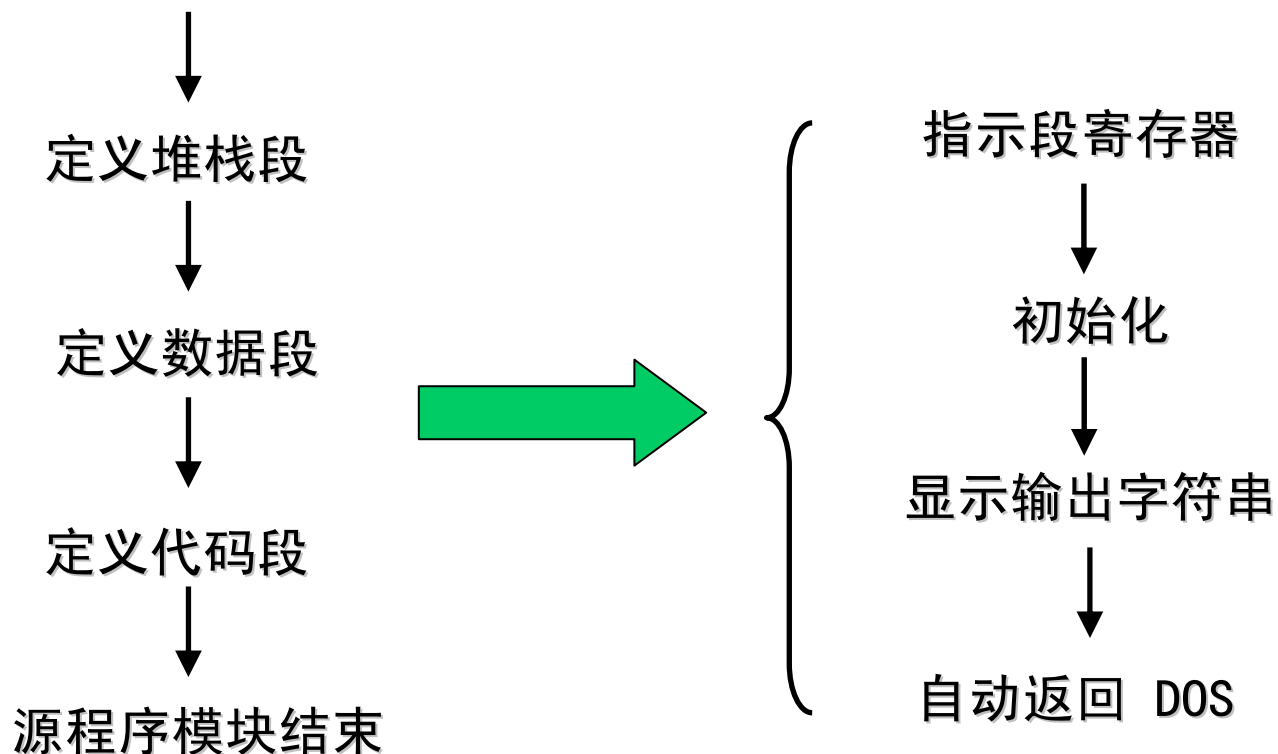 定义堆栈段
定义数据段
定义代码段
源程序模块结束
指示段寄存器
初始化
显示输出字符串
自动返回 DOS